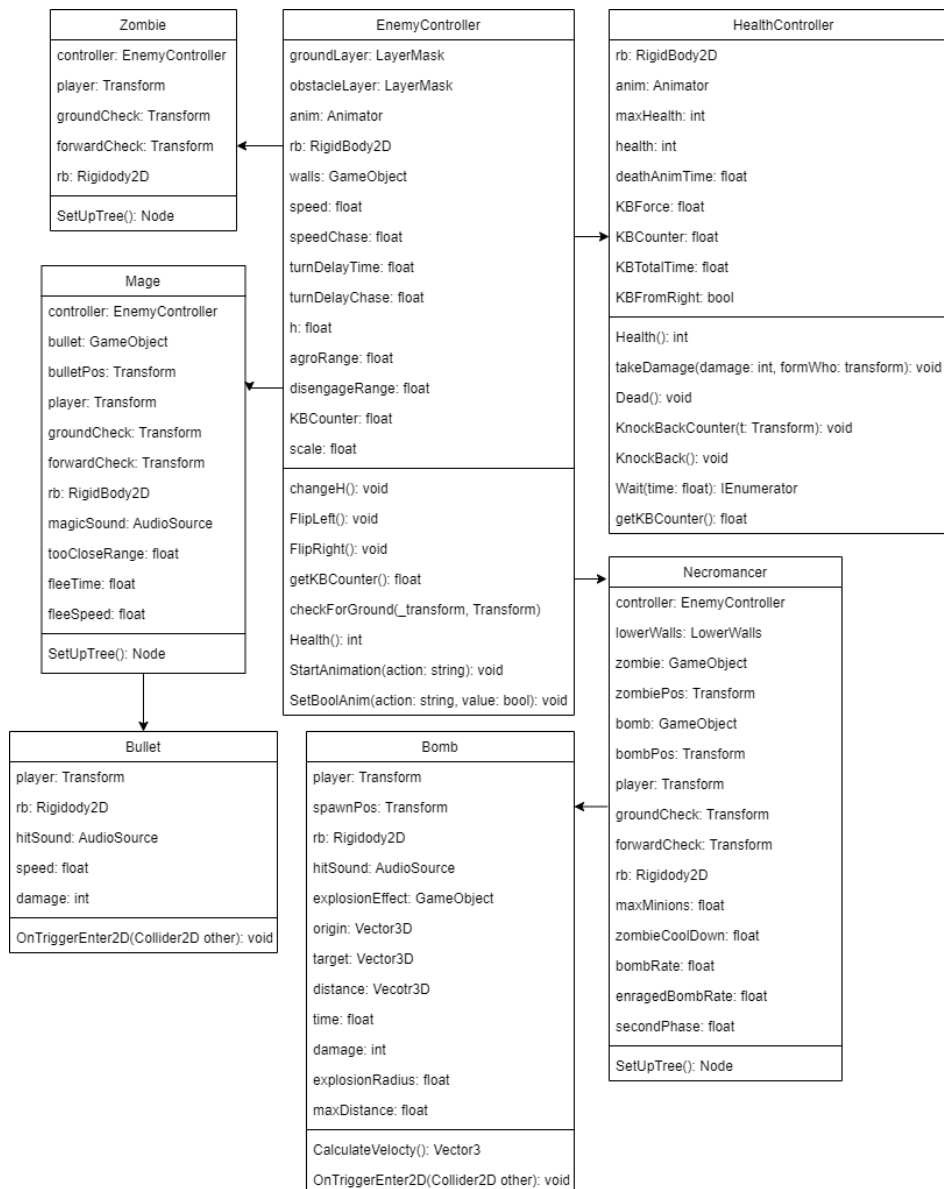 Zombie
controller: EnemyController
player: Transform
groundCheck: Transform
forwardCheck: Transform
rb: Rigidody2D
SetUpTree(): Node
EnemyController
groundLayer: LayerMask
obstacleLayer: LayerMask
anim: Animator
rb: RigidBody2D
walls: GameObject
speed: float
speedChase: float
turnDelayTime: float
turnDelayChase: float
h: float
agroRange: float
disengageRange: float
KBCounter: float
scale: float
changeH(): void
FlipLeft(): void
FlipRight(): void
getKBCounter(): float
checkForGround(_transform, Transform)
Health(): int
StartAnimation(action: string): void
SetBoolAnim(action: string, value: bool): void
HealthController
rb: RigidBody2D
anim: Animator
maxHealth: int
health: int
deathAnimTime: float
KBForce: float
KBCounter: float
KBTotalTime: float
KBFromRight: bool
Health(): int
takeDamage(damage: int, formWho: transform): void
Dead(): void
KnockBackCounter(t: Transform): void
KnockBack(): void
Wait(time: float): IEnumerator
getKBCounter(): float
Mage
controller: EnemyController
bullet: GameObject
bulletPos: Transform
player: Transform
groundCheck: Transform
forwardCheck: Transform
rb: RigidBody2D
magicSound: AudioSource
tooCloseRange: float
fleeTime: float
fleeSpeed: float
SetUpTree(): Node
Necromancer
controller: EnemyController
lowerWalls: LowerWalls
zombie: GameObject
zombiePos: Transform
bomb: GameObject
bombPos: Transform
player: Transform
groundCheck: Transform
forwardCheck: Transform
rb: Rigidody2D
maxMinions: float
zombieCoolDown: float
bombRate: float
enragedBombRate: float
secondPhase: float
SetUpTree(): Node
Bullet
player: Transform
rb: Rigidody2D
hitSound: AudioSource
speed: float
damage: int
OnTriggerEnter2D(Collider2D other): void
Bomb
player: Transform
spawnPos: Transform
rb: Rigidody2D
hitSound: AudioSource
explosionEffect: GameObject
origin: Vector3D
target: Vector3D
distance: Vecotr3D
time: float
damage: int
explosionRadius: float
maxDistance: float
CalculateVelocty(): Vector3
OnTriggerEnter2D(Collider2D other): void